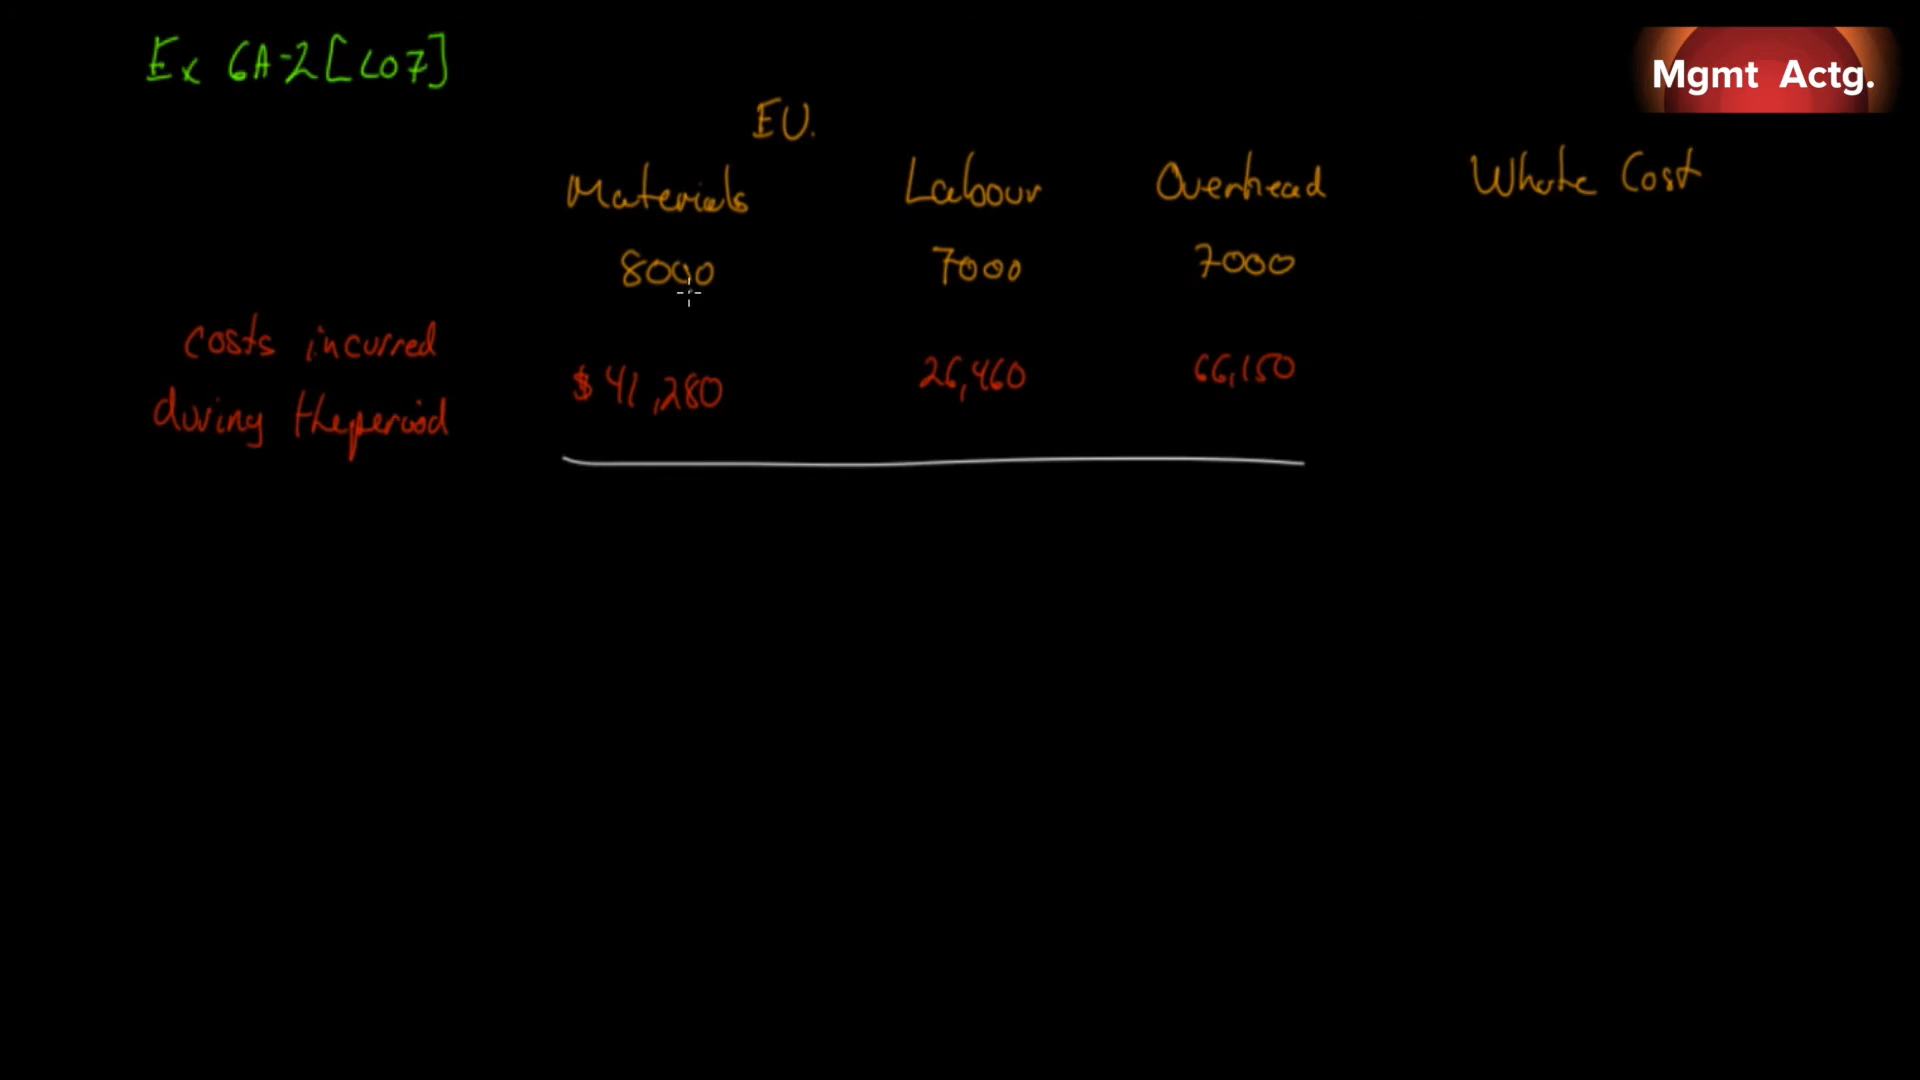 Ex 6A-2[LO7]
Mgmt Actg.
EU.
Materials Labour Overhead Whole Cost
8000 7000 7000
costs incurred
during the period
$41,280 26,460 66,150